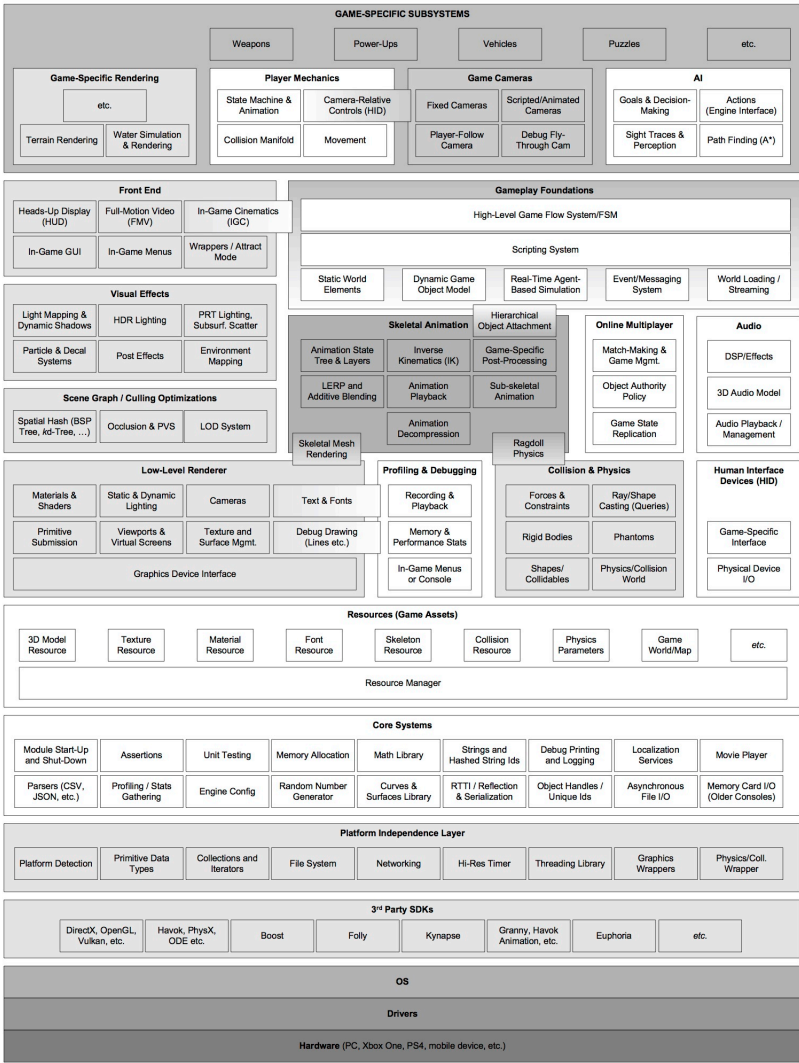 GAME-SPECIFIC SUBSYSTEMS
Weapons
Power-Ups
Vehicles
Puzzles
etc.
Game-Specific Rendering
etc.
Terrain Rendering
Water Simulation
& Rendering
Player Mechanics
State Machine &
Animation
Camera-Relative
Controls (HID)
Collision Manifold
Movement
Game Cameras
Fixed Cameras
Scripted/Animated
Cameras
Player-Follow
Camera
Debug Fly-
Through Cam
AI
Goals & Decision-
Making
Actions
(Engine Interface)
Sight Traces &
Perception
Path Finding (A*)
Front End
Heads-Up Display
(HUD)
Full-Motion Video
(FMV)
In-Game Cinematics
(IGC)
In-Game GUI
In-Game Menus
Wrappers / Attract
Mode
Gameplay Foundations
High-Level Game Flow System/FSM
Scripting System
Static World
Elements
Dynamic Game
Object Model
Real-Time Agent-
Based Simulation
Event/Messaging
System
World Loading /
Streaming
Hierarchical
Object Attachment
Visual Effects
Light Mapping &
Dynamic Shadows
HDR Lighting
PRT Lighting,
Subsurf. Scatter
Particle & Decal
Systems
Post Effects
Environment
Mapping
Skeletal Animation
Animation State
Tree & Layers
Inverse
Kinematics (IK)
Game-Specific
Post-Processing
LERP and
Additive Blending
Animation
Playback
Sub-skeletal
Animation
Animation
Decompression
Skeletal Mesh
Rendering
Ragdoll
Physics
Online Multiplayer
Match-Making &
Game Mgmt.
Object Authority
Policy
Game State
Replication
Audio
DSP/Effects
3D Audio Model
Audio Playback /
Management
Scene Graph / Culling Optimizations
Spatial Hash (BSP
Tree, kd-Tree, …)
Occlusion & PVS
LOD System
Low-Level Renderer
Materials &
Shaders
Static & Dynamic
Lighting
Cameras
Text & Fonts
Primitive
Submission
Viewports &
Virtual Screens
Texture and
Surface Mgmt.
Debug Drawing
(Lines etc.)
Graphics Device Interface
Profiling & Debugging
Recording &
Playback
Memory &
Performance Stats
In-Game Menus
or Console
Collision & Physics
Forces &
Constraints
Ray/Shape
Casting (Queries)
Rigid Bodies
Phantoms
Shapes/
Collidables
Physics/Collision
World
Human Interface
Devices (HID)
Game-Specific
Interface
Physical Device
I/O
Resources (Game Assets)
3D Model
Resource
Texture
Resource
Material
Resource
Font
Resource
Skeleton
Resource
Collision
Resource
Physics
Parameters
Game
World/Map
etc.
Resource Manager
Core Systems
Module Start-Up
and Shut-Down
Assertions
Unit Testing
Memory Allocation
Math Library
Strings and
Hashed String Ids
Debug Printing
and Logging
Localization
Services
Movie Player
Parsers (CSV,
JSON, etc.)
Profiling / Stats
Gathering
Engine Config
Random Number
Generator
Curves &
Surfaces Library
RTTI / Reflection
& Serialization
Object Handles /
Unique Ids
Asynchronous
File I/O
Memory Card I/O
(Older Consoles)
Platform Independence Layer
Platform Detection
Primitive Data
Types
Collections and
Iterators
File System
Networking
Hi-Res Timer
Threading Library
Graphics
Wrappers
Physics/Coll.
Wrapper
3rd Party SDKs
DirectX, OpenGL,
Vulkan, etc.
Havok, PhysX,
ODE etc.
Boost
Folly
Kynapse
Granny, Havok
Animation, etc.
Euphoria
etc.
OS
Drivers
Hardware (PC, Xbox One, PS4, mobile device, etc.)